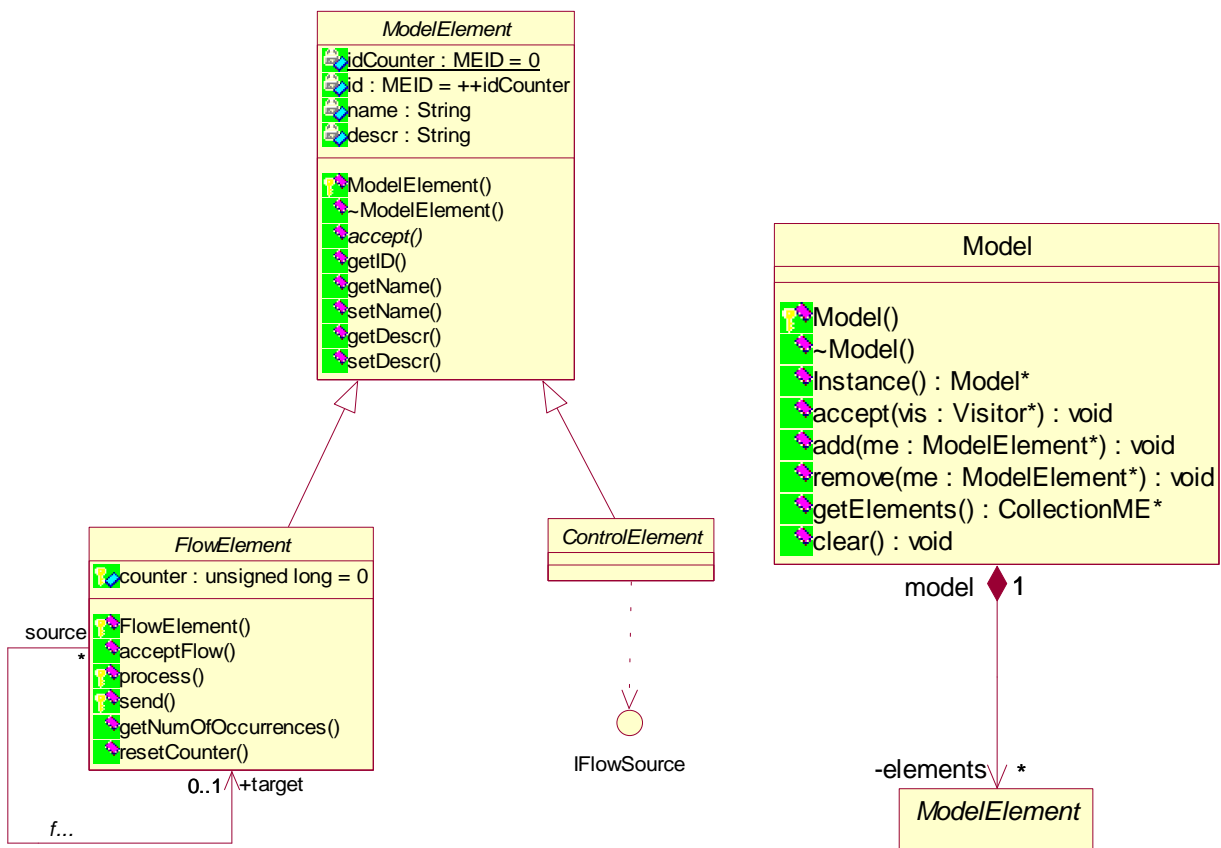 ModelElement
idCounter : MEID = 0
id : MEID = ++idCounter
name : String
descr : String
ModelElement()
~ModelElement()
accept()
getID()
getName()
setName()
getDescr()
setDescr()
FlowElement
counter : unsigned long = 0
FlowElement()
acceptFlow()
process()
send()
getNumOfOccurrences()
resetCounter()
source
*
0..1
+target
f...
ControlElement
IFlowSource
Model
Model()
~Model()
Instance() : Model*
accept(vis : Visitor*) : void
add(me : ModelElement*) : void
remove(me : ModelElement*) : void
getElements() : CollectionME*
clear() : void
model
1
-elements
*
ModelElement